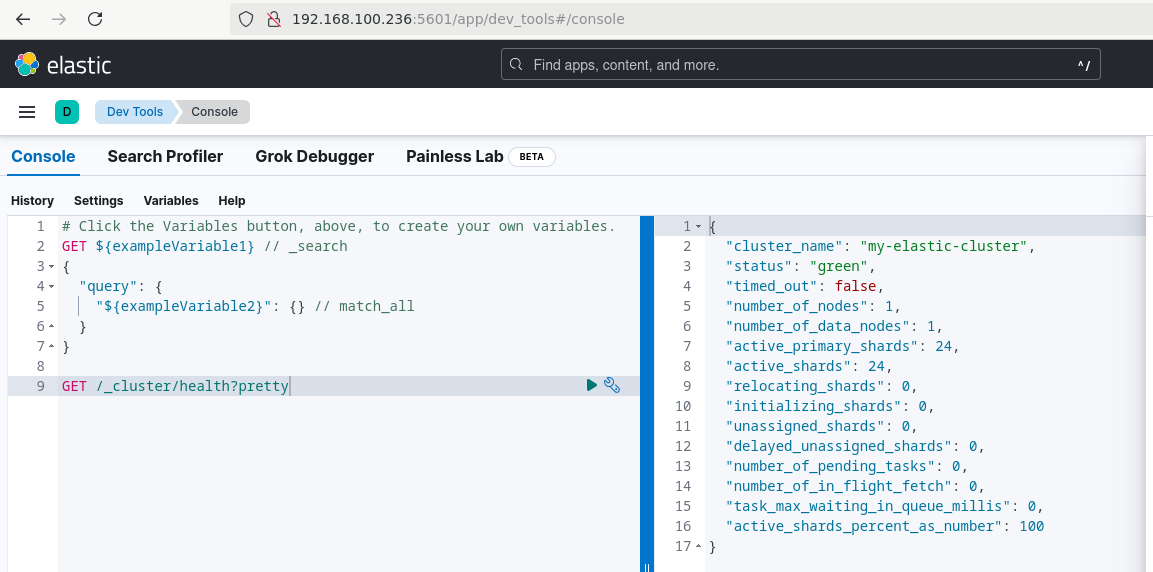 192.168.100.236:5601/app/dev_tools#/console
elastic
Find apps, content, and more.
^/
D
Dev Tools
Console
Console
Search Profiler
Grok Debugger
Painless Lab
BETA
History
Settings
Variables
Help
1 # Click the Variables button, above, to create your own variables.
2 GET ${exampleVariable1} // _search
3 {
4   "query": {
5     "${exampleVariable2}": {} // match_all
6   }
7 }
8
9 GET /_cluster/health?pretty
1 {
2   "cluster_name": "my-elastic-cluster",
3   "status": "green",
4   "timed_out": false,
5   "number_of_nodes": 1,
6   "number_of_data_nodes": 1,
7   "active_primary_shards": 24,
8   "active_shards": 24,
9   "relocating_shards": 0,
10   "initializing_shards": 0,
11   "unassigned_shards": 0,
12   "delayed_unassigned_shards": 0,
13   "number_of_pending_tasks": 0,
14   "number_of_in_flight_fetch": 0,
15   "task_max_waiting_in_queue_millis": 0,
16   "active_shards_percent_as_number": 100
17 }